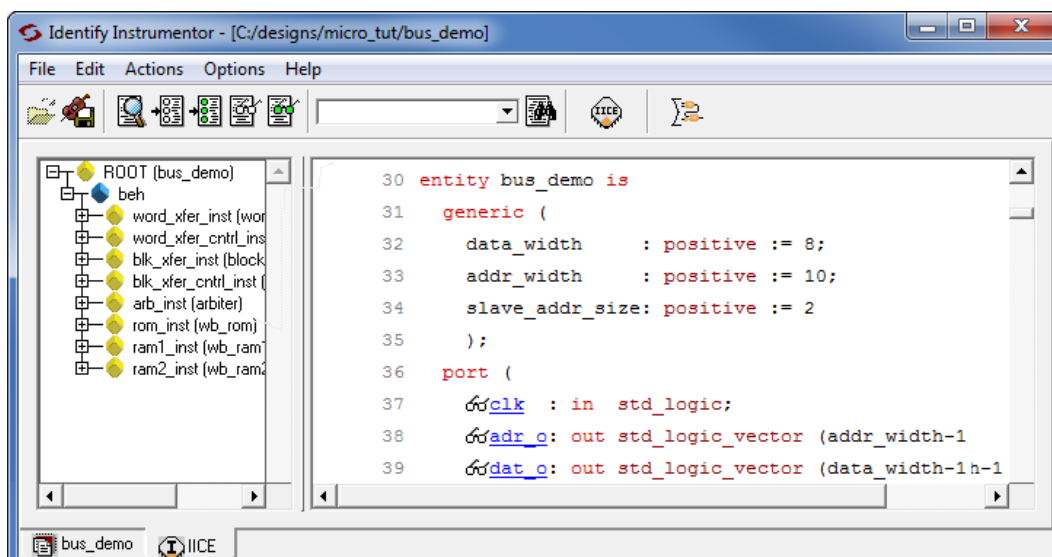 Identify Instrumentor - [C:/designs/micro_tut/bus_demo]
File Edit Actions Options Help
IICE
ROOT (bus_demo)
beh
word_xfer_inst (wor
word_xfer_cntrl_ins
blk_xfer_inst (block
blk_xfer_cntrl_inst (
arb_inst (arbiter)
rom_inst (wb_rom)
ram1_inst (wb_ram1
ram2_inst (wb_ram2
30 entity bus_demo is
31 generic (
32 data_width : positive := 8;
33 addr_width : positive := 10;
34 slave_addr_size: positive := 2
35 );
36 port (
37 clk : in std_logic;
38 adr_o: out std_logic_vector (addr_width-1
39 dat_o: out std_logic_vector (data_width-1h-1
bus_demo IICE